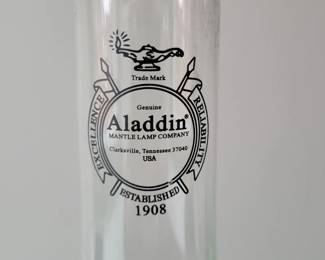 Trade Mark
Genuine
Aladdin®
MANTLE LAMP COMPANY
Clarksville, Tennessee 37040
USA
EXCELLENCE
RELIABILITY
ESTABLISHED
1908